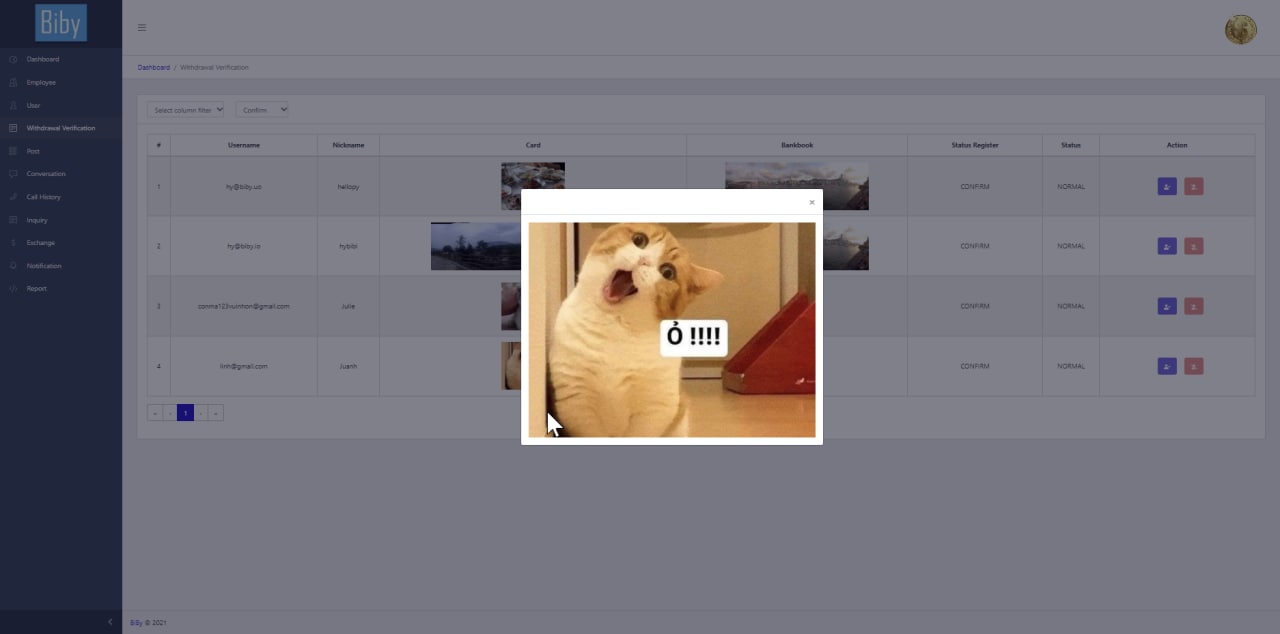 Biby
Dashboard
Employee
User
Withdrawal Verification
Post
Conversation
Call History
Inquiry
Exchange
Notification
Report
Dashboard / Withdrawal Verification
Select column filter
Confirm
# Username Nickname Card Bankbook Status Register Status Action
1 hy@biby.uo hellopy CONFIRM NORMAL
2 hy@biby.io hybibi CONFIRM NORMAL
3 Julie CONFIRM NORMAL
4 linh@gmail.com Juanh CONFIRM NORMAL
×
Ỏ !!!!
« ‹ 1 › »
BiBy © 2021